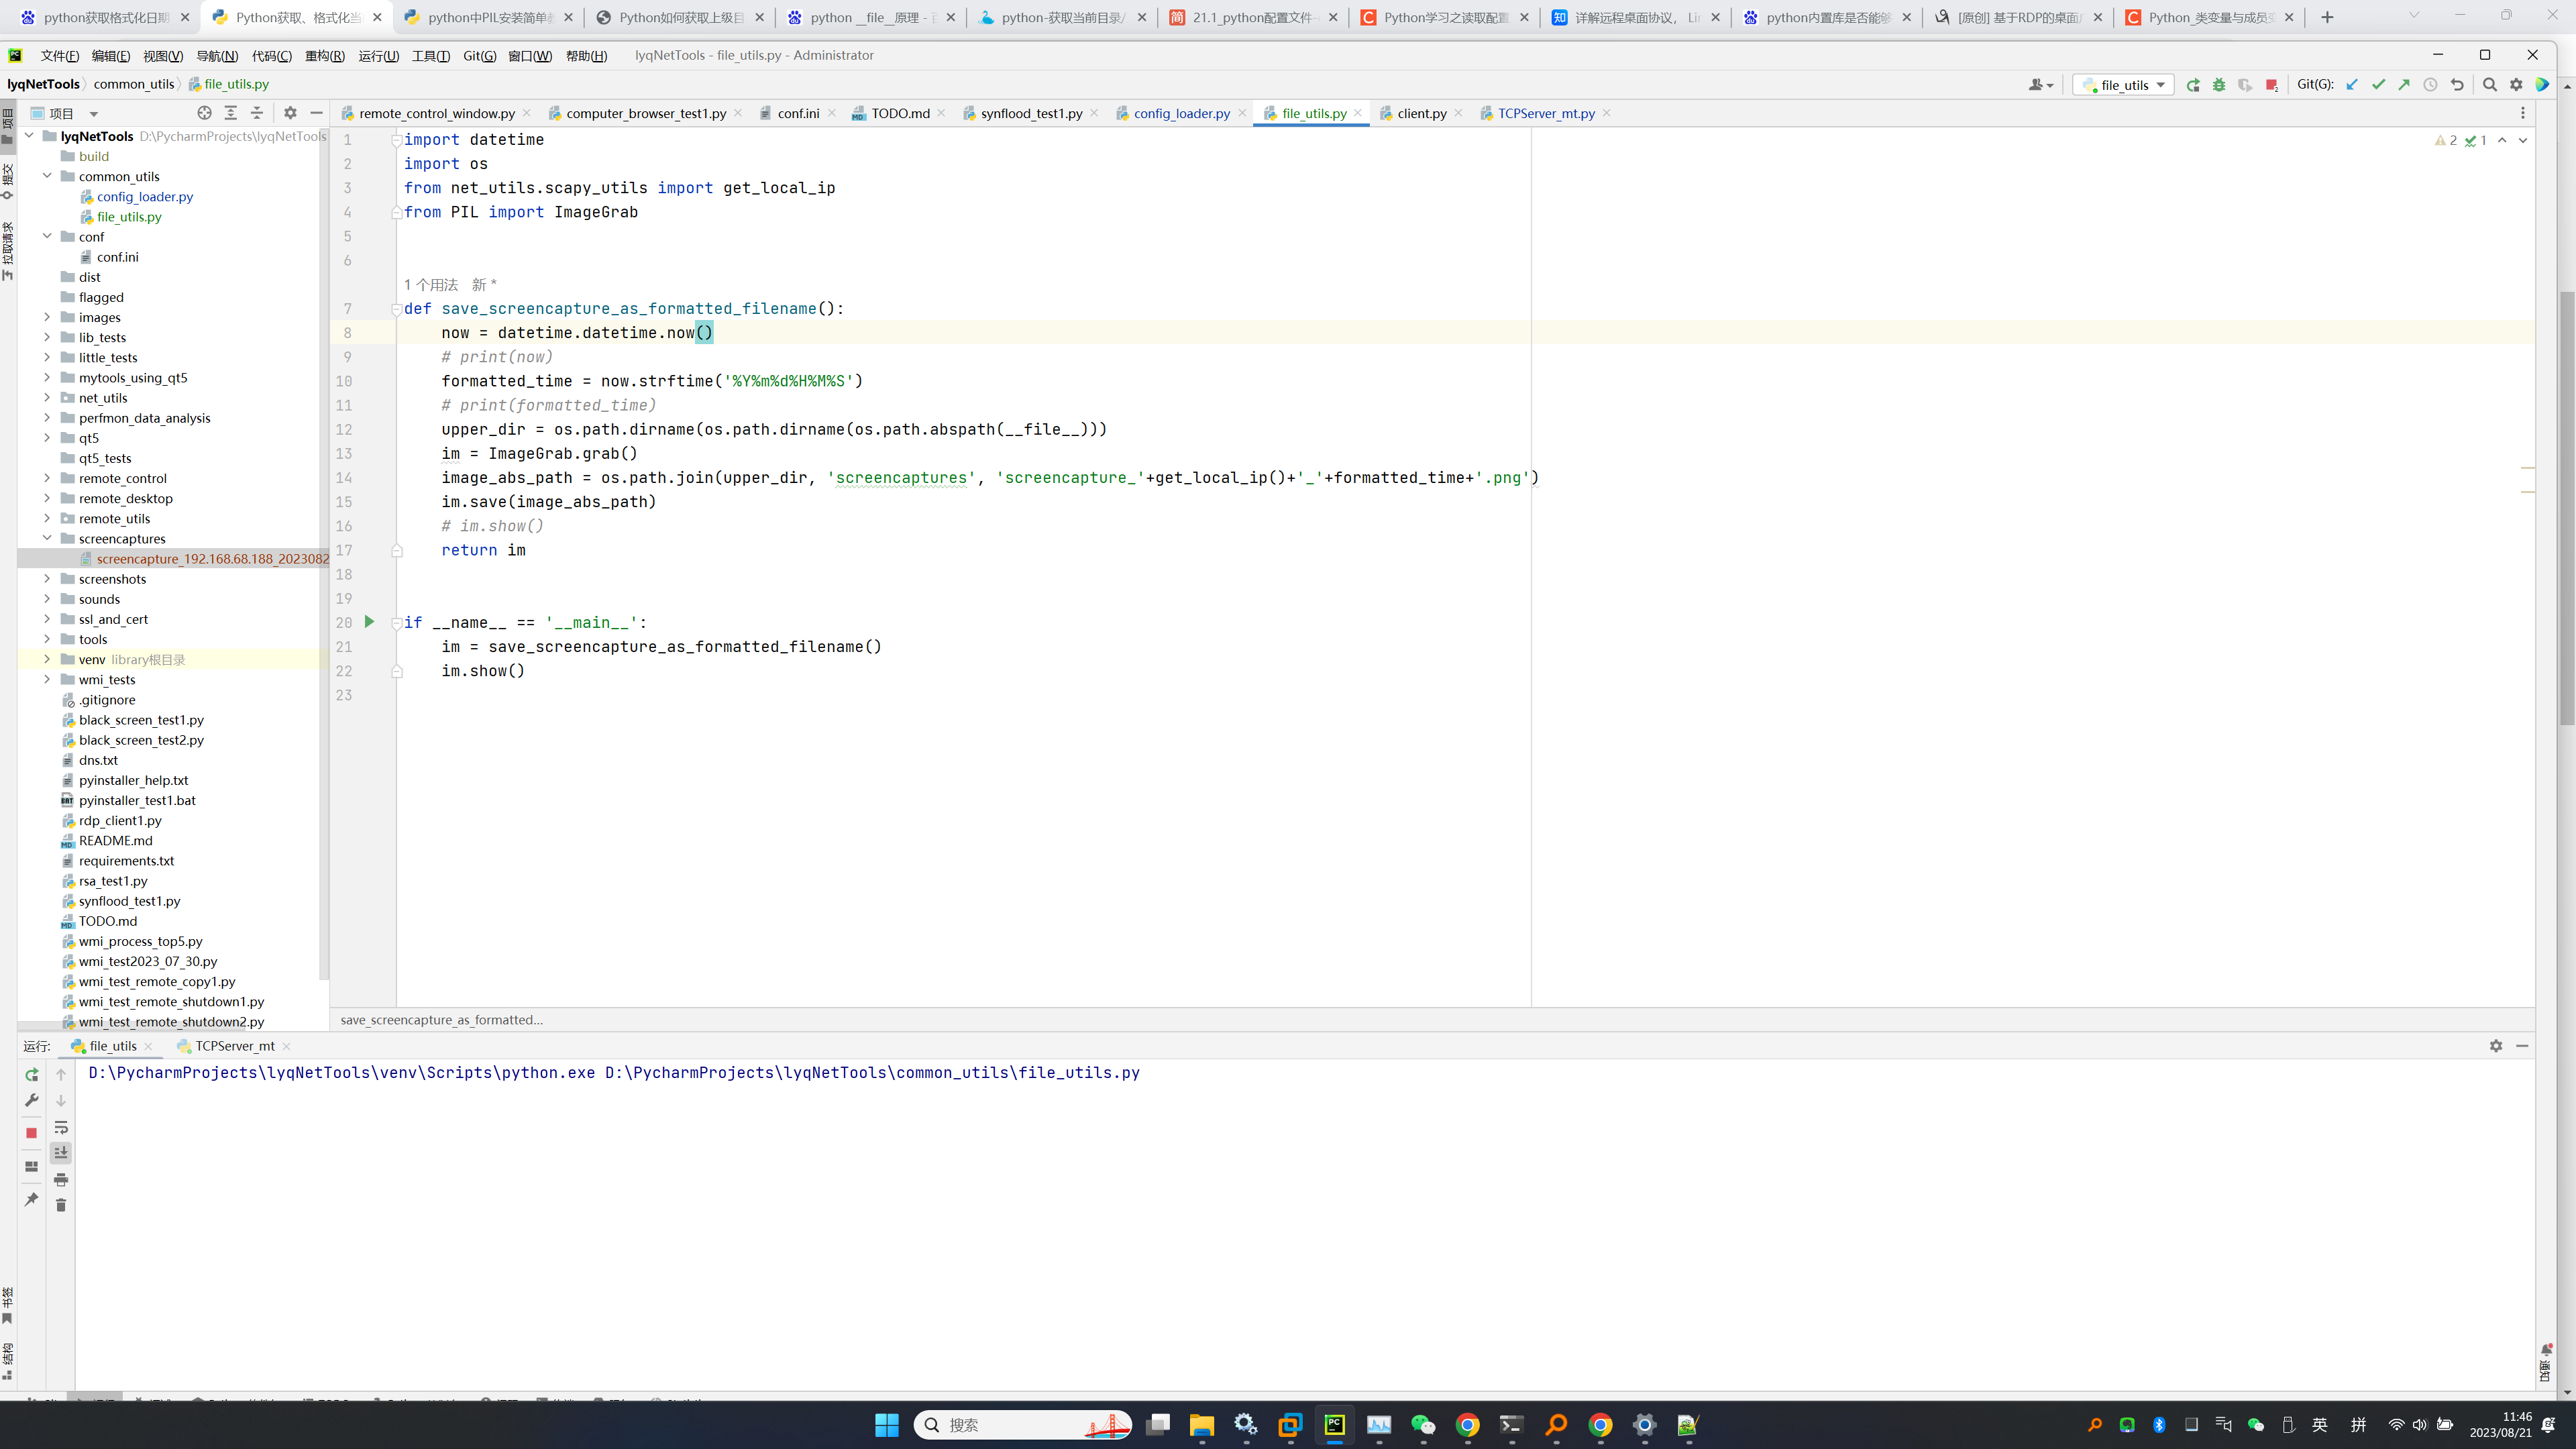 python获取格式化日期
Python获取、格式化当
python中PIL安装简单教
Python如何获取上级目
python __file__原理 -
python-获取当前目录/
21.1_python配置文件
Python学习之读取配置
详解远程桌面协议，
python内置库是否能够
[原创] 基于RDP的桌面
Python_类变量与成员变
文件(F) 编辑(E) 视图(V) 导航(N) 代码(C) 重构(R) 运行(U) 工具(T) Git(G) 窗口(W) 帮助(H) lyqNetTools - file_utils.py - Administrator
lyqNetTools common_utils file_utils.py
file_utils Git(G):
项目
remote_control_window.py computer_browser_test1.py conf.ini TODO.md synflood_test1.py config_loader.py file_utils.py client.py TCPServer_mt.py
项目
提交
拉取请求
书签
结构
lyqNetTools D:\PycharmProjects\lyqNetTools
build
common_utils
config_loader.py
file_utils.py
conf
conf.ini
dist
flagged
images
lib_tests
little_tests
mytools_using_qt5
net_utils
perfmon_data_analysis
qt5
qt5_tests
remote_control
remote_desktop
remote_utils
screencaptures
screencapture_192.168.68.188_2023082
screenshots
sounds
ssl_and_cert
tools
venv library根目录
wmi_tests
.gitignore
black_screen_test1.py
black_screen_test2.py
dns.txt
pyinstaller_help.txt
pyinstaller_test1.bat
rdp_client1.py
README.md
requirements.txt
rsa_test1.py
synflood_test1.py
TODO.md
wmi_process_top5.py
wmi_test2023_07_30.py
wmi_test_remote_copy1.py
wmi_test_remote_shutdown1.py
wmi_test_remote_shutdown2.py
2 1
1 import datetime
2 import os
3 from net_utils.scapy_utils import get_local_ip
4 from PIL import ImageGrab
5
6
1 个用法 新 *
7 def save_screencapture_as_formatted_filename():
8 now = datetime.datetime.now()
9 # print(now)
10 formatted_time = now.strftime('%Y%m%d%H%M%S')
11 # print(formatted_time)
12 upper_dir = os.path.dirname(os.path.dirname(os.path.abspath(__file__)))
13 im = ImageGrab.grab()
14 image_abs_path = os.path.join(upper_dir, 'screencaptures', 'screencapture_'+get_local_ip()+'_'+formatted_time+'.png')
15 im.save(image_abs_path)
16 # im.show()
17 return im
18
19
20 if __name__ == '__main__':
21 im = save_screencapture_as_formatted_filename()
22 im.show()
23
save_screencapture_as_formatted...
运行: file_utils TCPServer_mt
D:\PycharmProjects\lyqNetTools\venv\Scripts\python.exe D:\PycharmProjects\lyqNetTools\common_utils\file_utils.py
通知
搜索
英 拼
11:46
2023/08/21